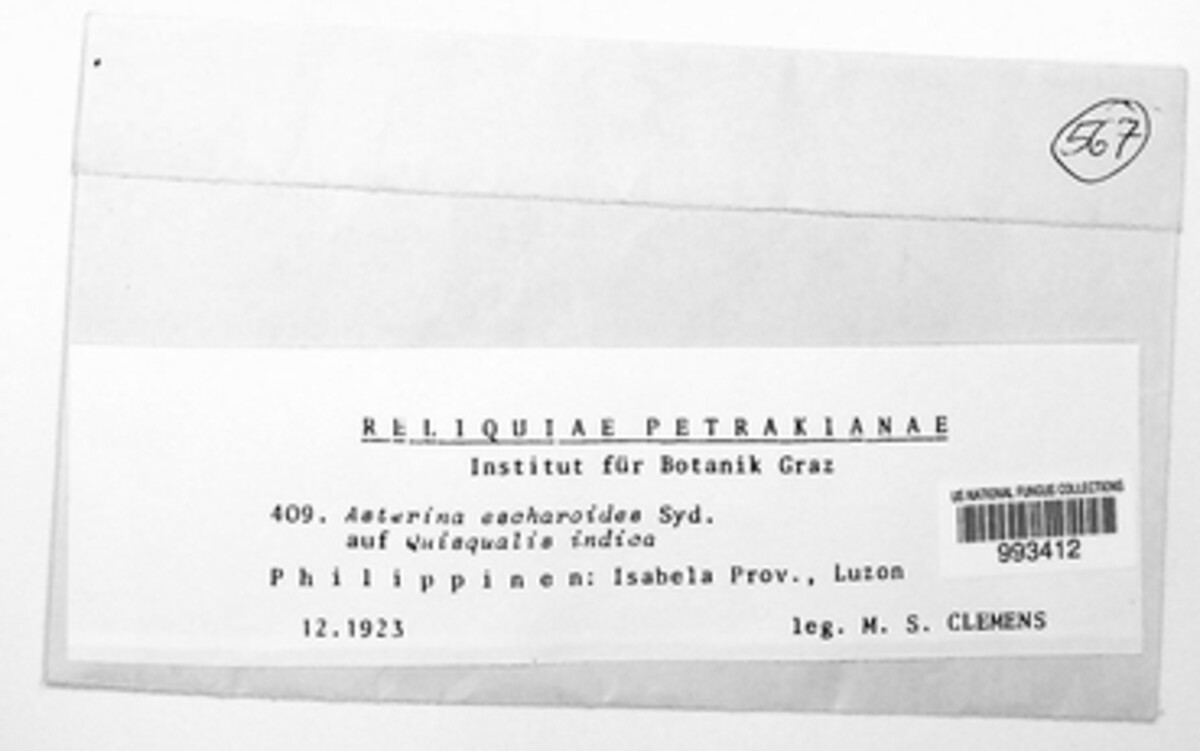 567
RELIQUIAE PETRAKIANAE
Institut für Botanik Graz
409. Asterina escharoides Syd.
auf Quisqualis indica
US NATIONAL FUNGUS COLLECTIONS
993412
Philippinen: Isabela Prov., Luzon
12.1923 leg. M. S. CLEMENS